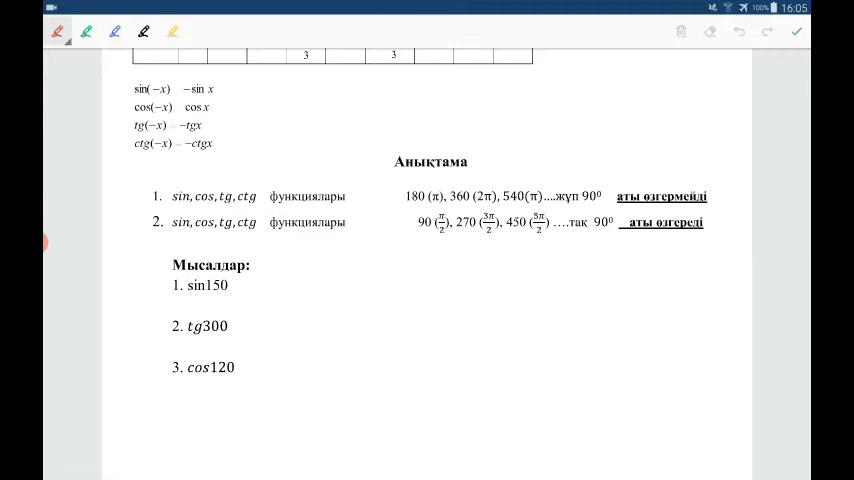 100% 16:05
3 3
sin(−x) −sin x
cos(−x) cos x
tg(−x) = −tgx
ctg(−x) = −ctgx
Анықтама
1. sin, cos, tg, ctg функциялары 180 (π), 360 (2π), 540(π)....жұп 90⁰ аты өзгермейді
2. sin, cos, tg, ctg функциялары 90 (π/2), 270 (3π/2), 450 (5π/2) ….тақ 90⁰ аты өзгереді
Мысалдар:
1. sin150
2. tg300
3. cos120